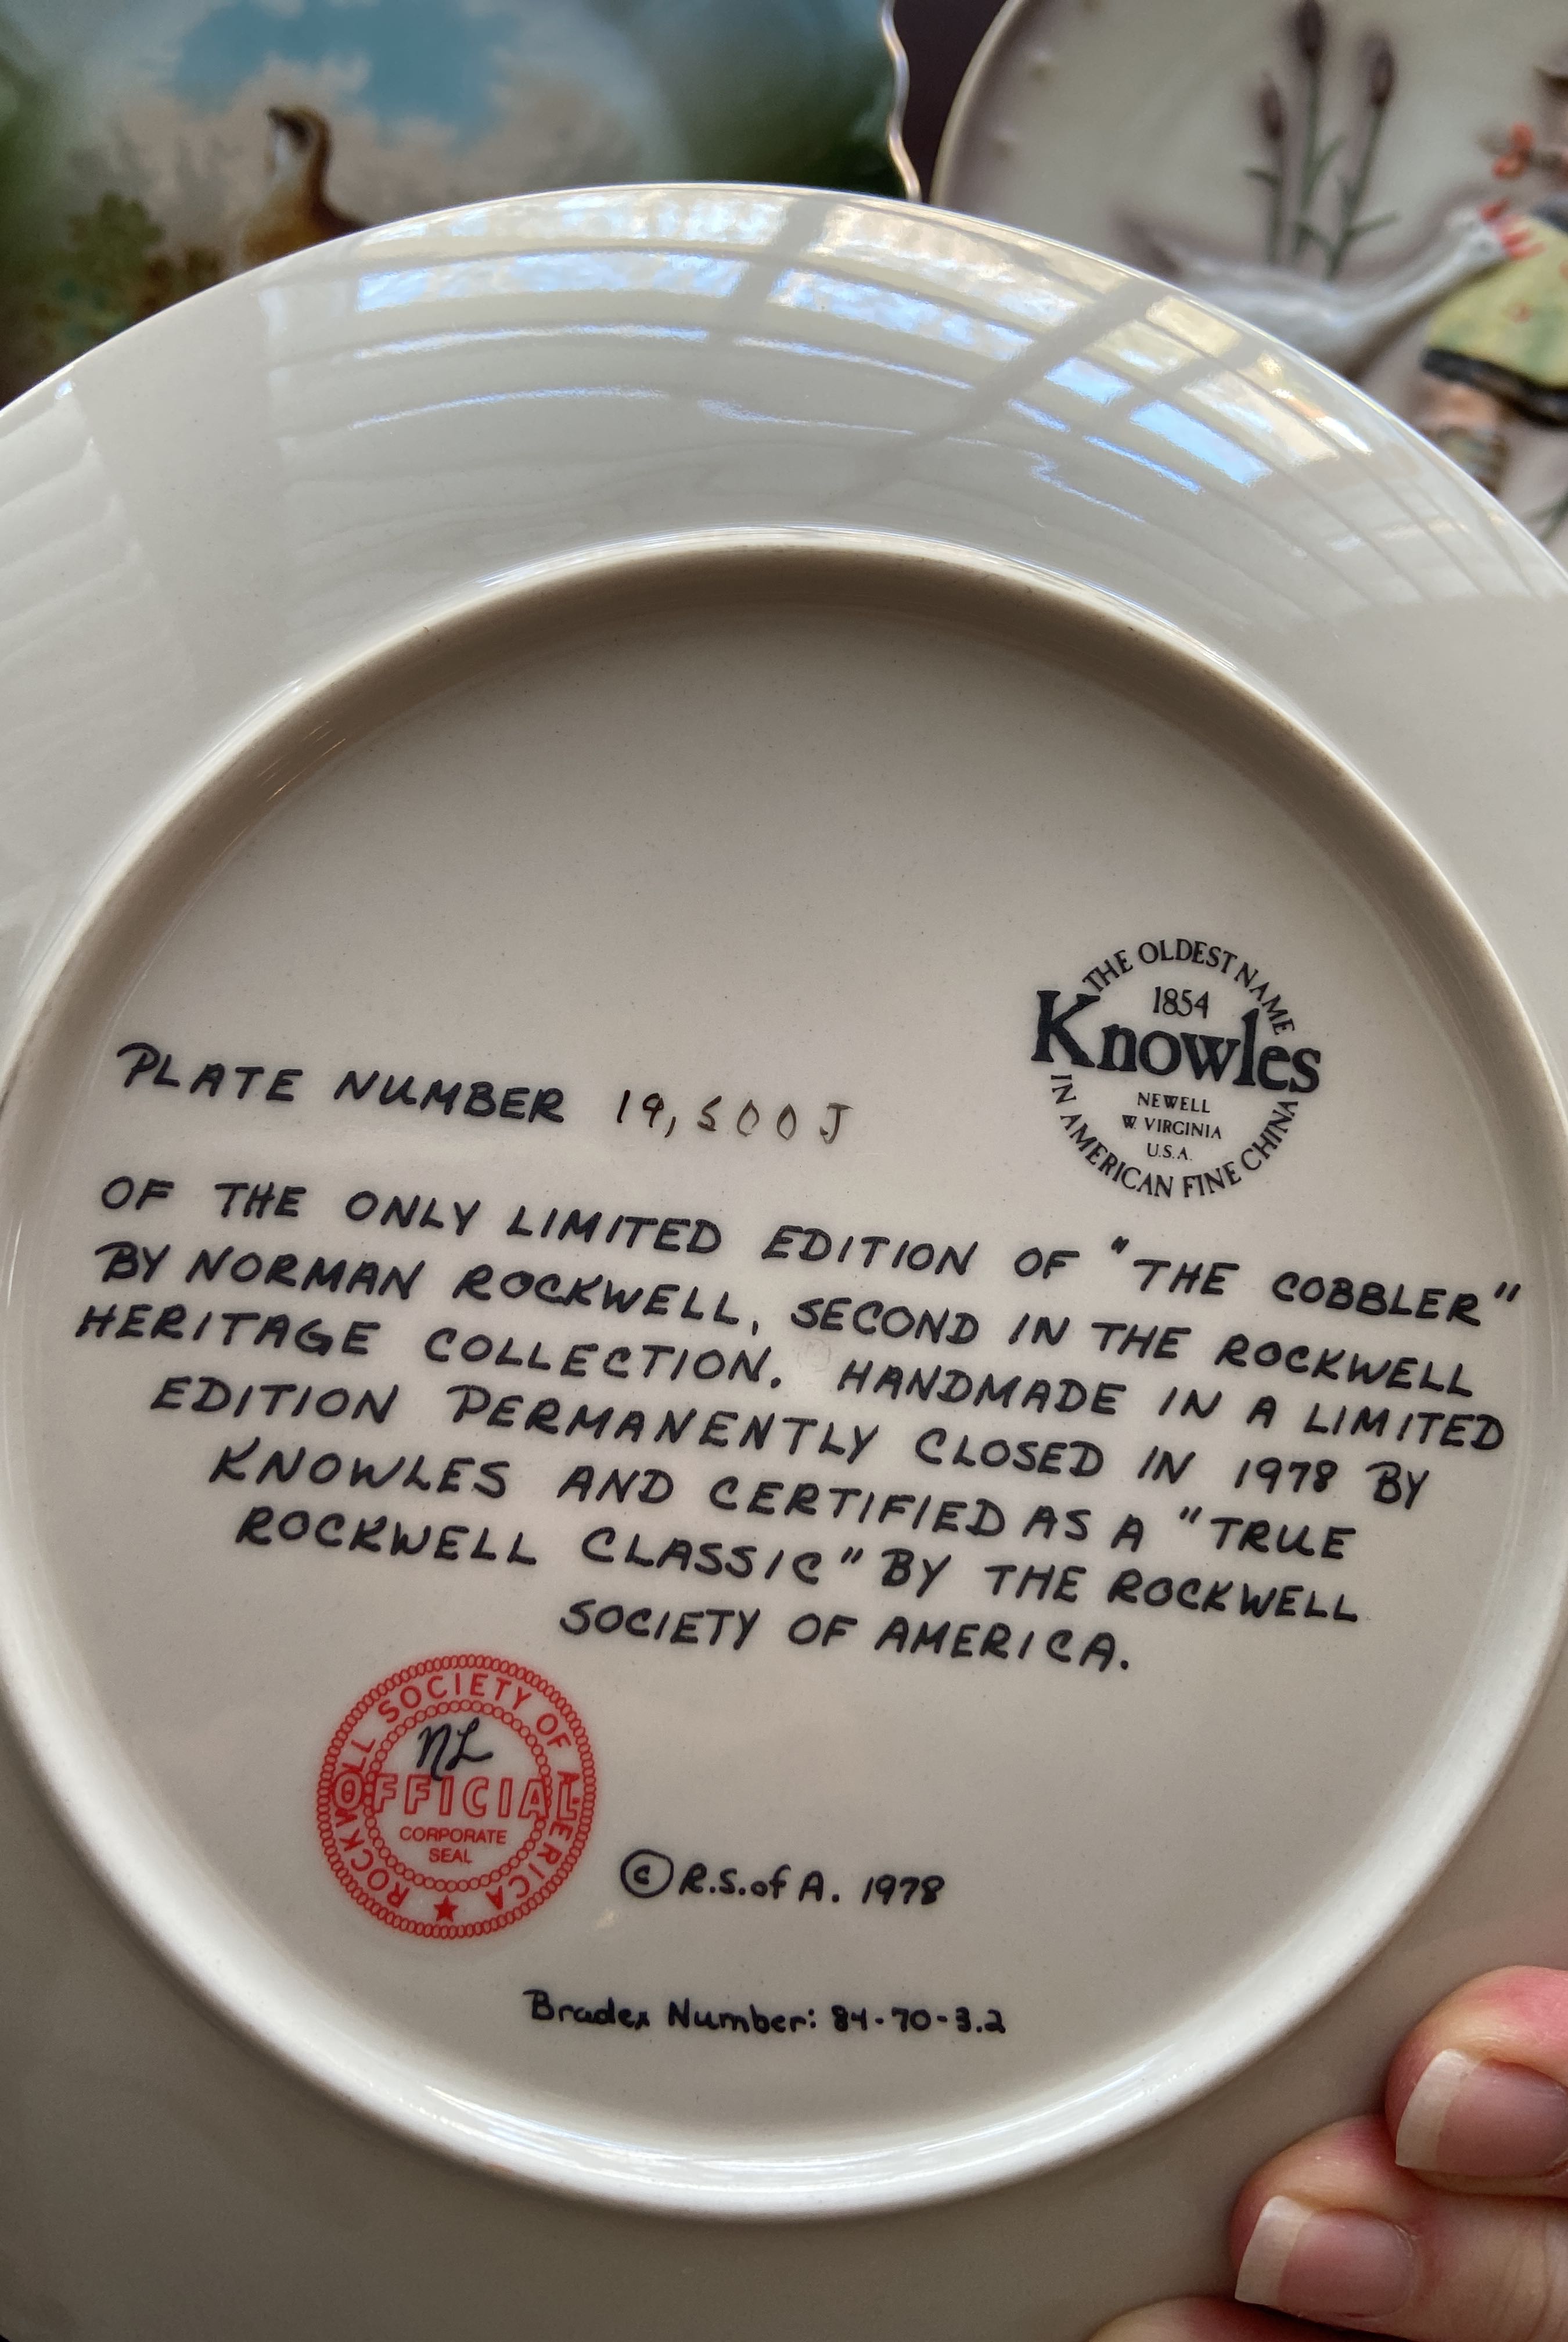 THE OLDEST NAME
1854
Knowles
NEWELL
W. VIRGINIA
U.S.A.
IN AMERICAN FINE CHINA
PLATE NUMBER 19,500J
OF THE ONLY LIMITED EDITION OF "THE COBBLER"
BY NORMAN ROCKWELL, SECOND IN THE ROCKWELL
HERITAGE COLLECTION. HANDMADE IN A LIMITED
EDITION PERMANENTLY CLOSED IN 1978 BY
KNOWLES AND CERTIFIED AS A "TRUE
ROCKWELL CLASSIC" BY THE ROCKWELL
SOCIETY OF AMERICA.
ROCKWELL SOCIETY OF AMERICA
NL
OFFICIAL
CORPORATE
SEAL
© R.S.of A. 1978
Bradex Number: 84-70-3.2